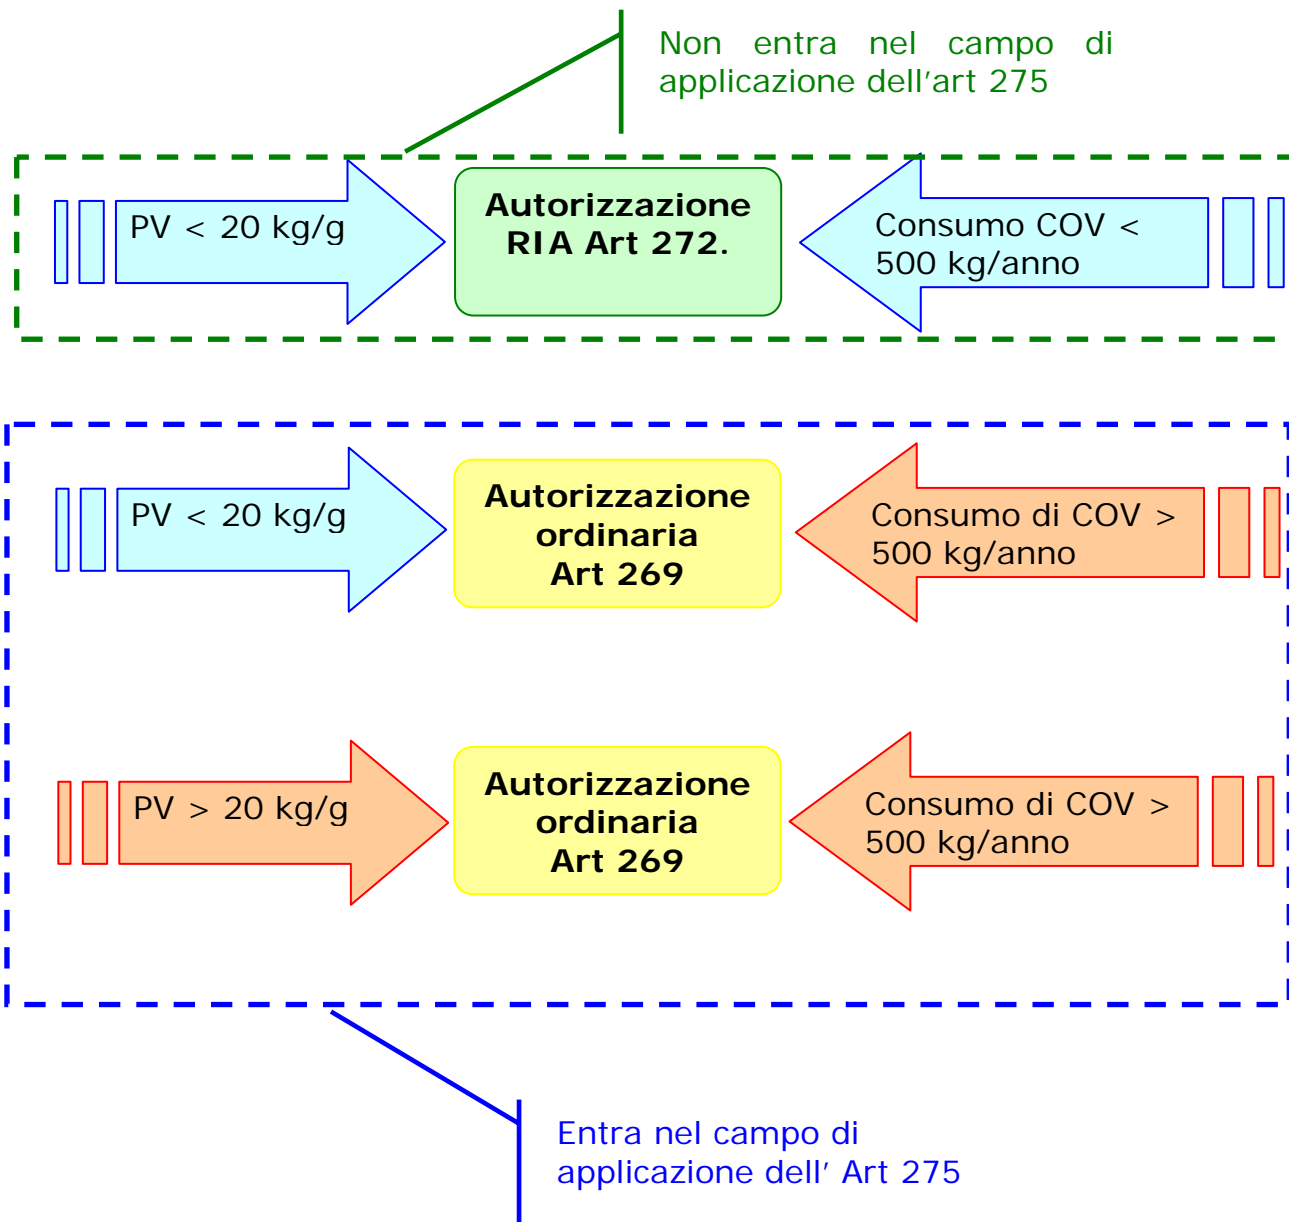 Non entra nel campo di
applicazione dell’art 275
PV < 20 kg/g
Autorizzazione
RIA Art 272.
Consumo COV <
500 kg/anno
PV < 20 kg/g
Autorizzazione
ordinaria
Art 269
Consumo di COV >
500 kg/anno
PV > 20 kg/g
Autorizzazione
ordinaria
Art 269
Consumo di COV >
500 kg/anno
Entra nel campo di
applicazione dell’ Art 275